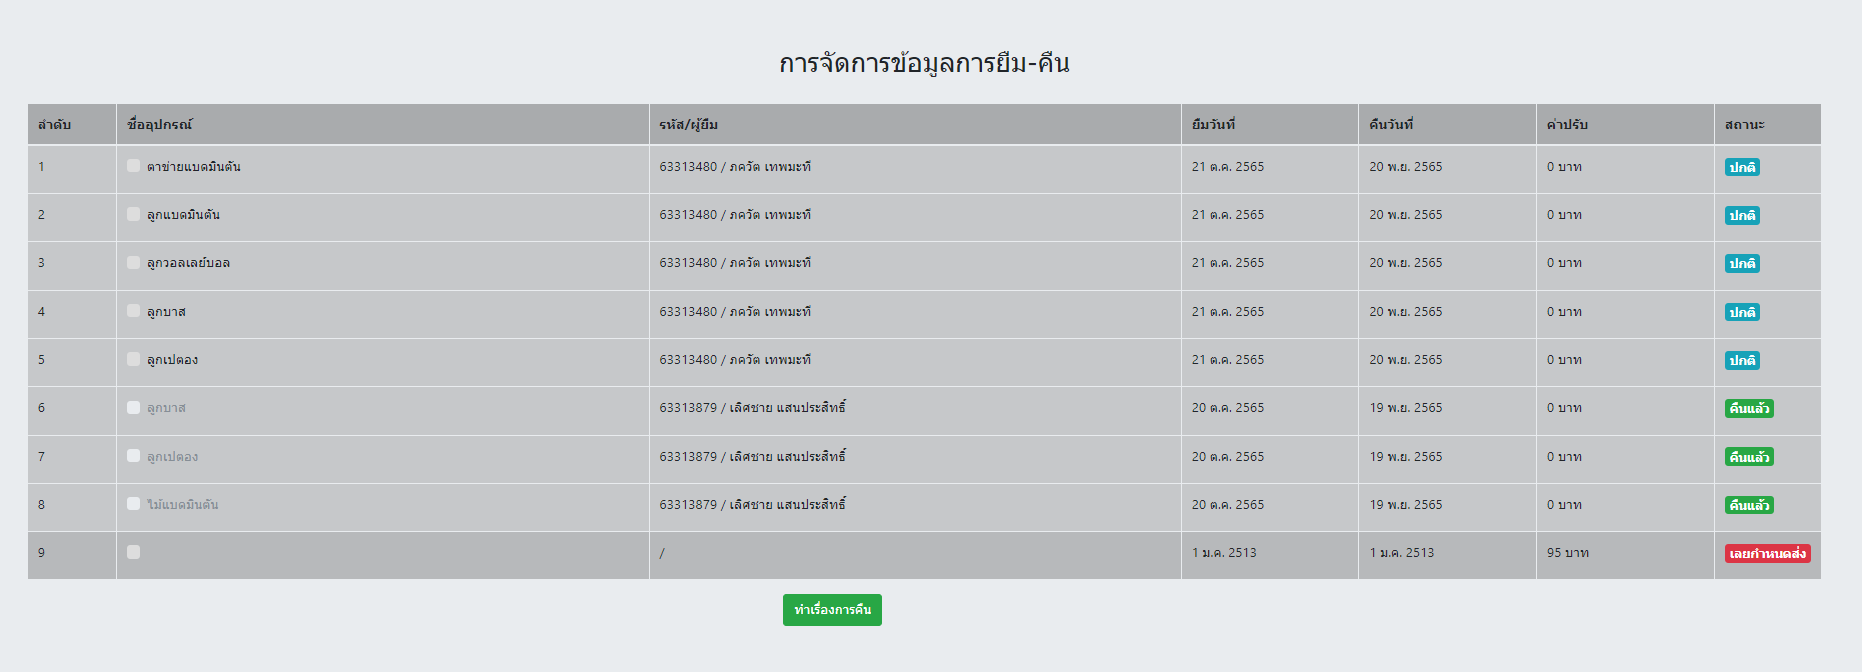 การจัดการข้อมูลการยืม-คืน
ลำดับ ชื่ออุปกรณ์ รหัส/ผู้ยืม ยืมวันที่ คืนวันที่ ค่าปรับ สถานะ
1 ตาข่ายแบดมินตัน 63313480 / ภควัต เทพมะที 21 ต.ค. 2565 20 พ.ย. 2565 0 บาท ปกติ
2 ลูกแบดมินตัน 63313480 / ภควัต เทพมะที 21 ต.ค. 2565 20 พ.ย. 2565 0 บาท ปกติ
3 ลูกวอลเลย์บอล 63313480 / ภควัต เทพมะที 21 ต.ค. 2565 20 พ.ย. 2565 0 บาท ปกติ
4 ลูกบาส 63313480 / ภควัต เทพมะที 21 ต.ค. 2565 20 พ.ย. 2565 0 บาท ปกติ
5 ลูกเปตอง 63313480 / ภควัต เทพมะที 21 ต.ค. 2565 20 พ.ย. 2565 0 บาท ปกติ
6 ลูกบาส 63313879 / เลิศชาย แสนประสิทธิ์ 20 ต.ค. 2565 19 พ.ย. 2565 0 บาท คืนแล้ว
7 ลูกเปตอง 63313879 / เลิศชาย แสนประสิทธิ์ 20 ต.ค. 2565 19 พ.ย. 2565 0 บาท คืนแล้ว
8 ไม้แบดมินตัน 63313879 / เลิศชาย แสนประสิทธิ์ 20 ต.ค. 2565 19 พ.ย. 2565 0 บาท คืนแล้ว
9 / 1 ม.ค. 2513 1 ม.ค. 2513 95 บาท เลยกำหนดส่ง
ทำเรื่องการคืน